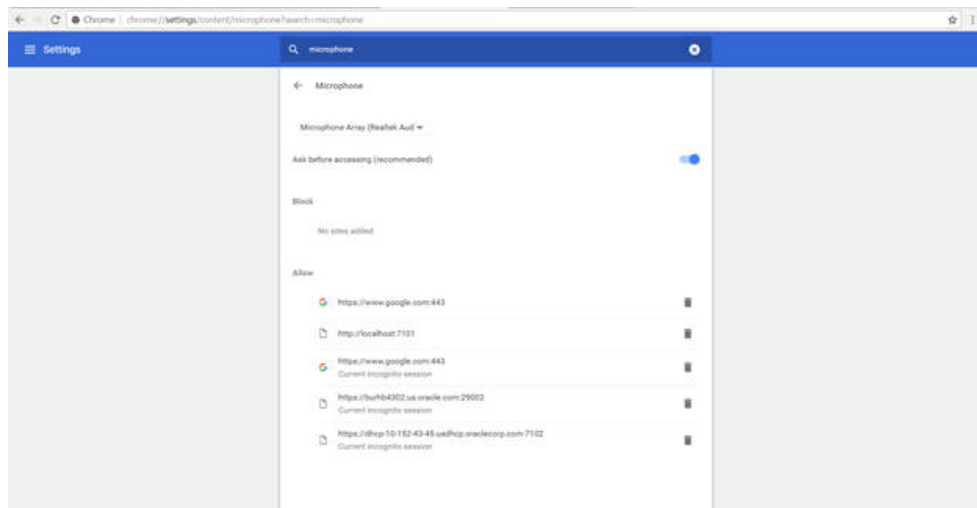 Chrome | chrome://settings/content/microphone?search=microphone
Settings
microphone
Microphone
Microphone Array (Realtek Aud
Ask before accessing (recommended)
Block
No sites added
Allow
https://www.google.com:443
http://localhost:7101
https://www.google.com:443
Current incognito session
https://burhb4302.us.oracle.com:29003
Current incognito session
https://dhcp-10-152-43-45.usdhcp.oraclecorp.com:7102
Current incognito session